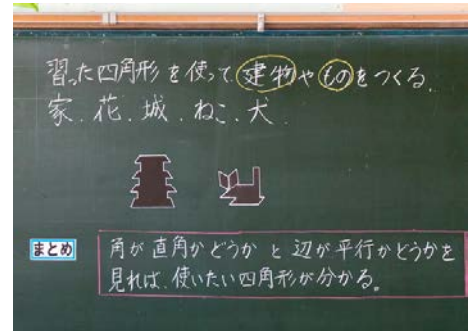 習った四角形を使って建物やものをつくる。
家.花.城.ねこ.犬.
まとめ
角が直角かどうかと辺が平行かどうかを
見れば、使いたい四角形が分かる。